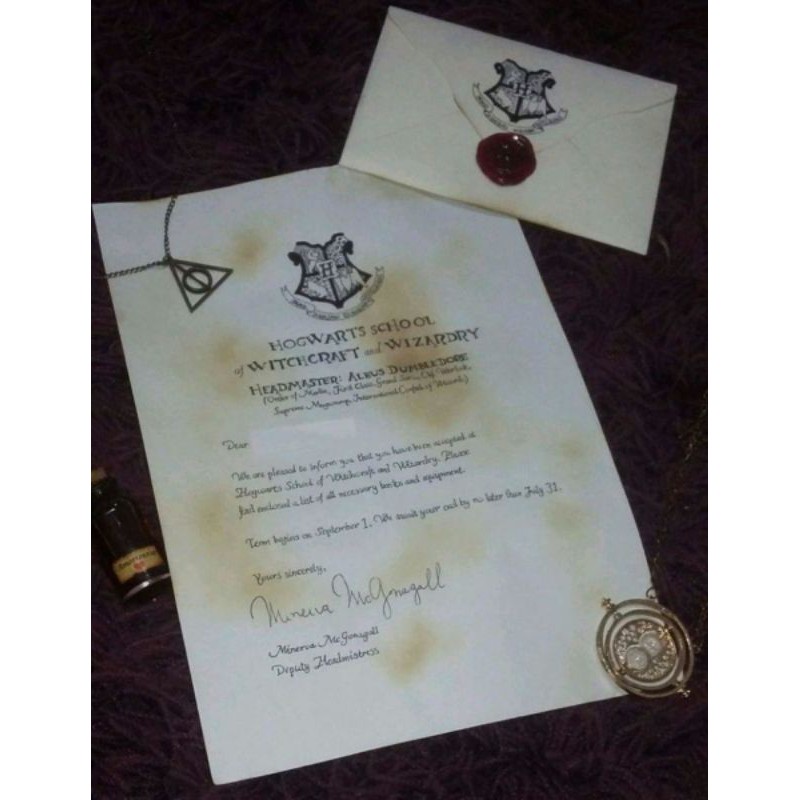 H
H
HOGWARTS SCHOOL
of WITCHCRAFT and WIZARDRY
HEADMASTER: ALBUS DUMBLEDORE
(Order of Merlin, First Class, Grand Sorc., Chf. Warlock,
Supreme Mugwump, International Confed. of Wizards)
Dear
We are pleased to inform you that you have been accepted at
Hogwarts School of Witchcraft and Wizardry. Please
find enclosed a list of all necessary books and equipment.
Term begins on September 1. We await your owl by no later than July 31.
Yours sincerely,
Minerva McGonagall
Minerva McGonagall
Deputy Headmistress